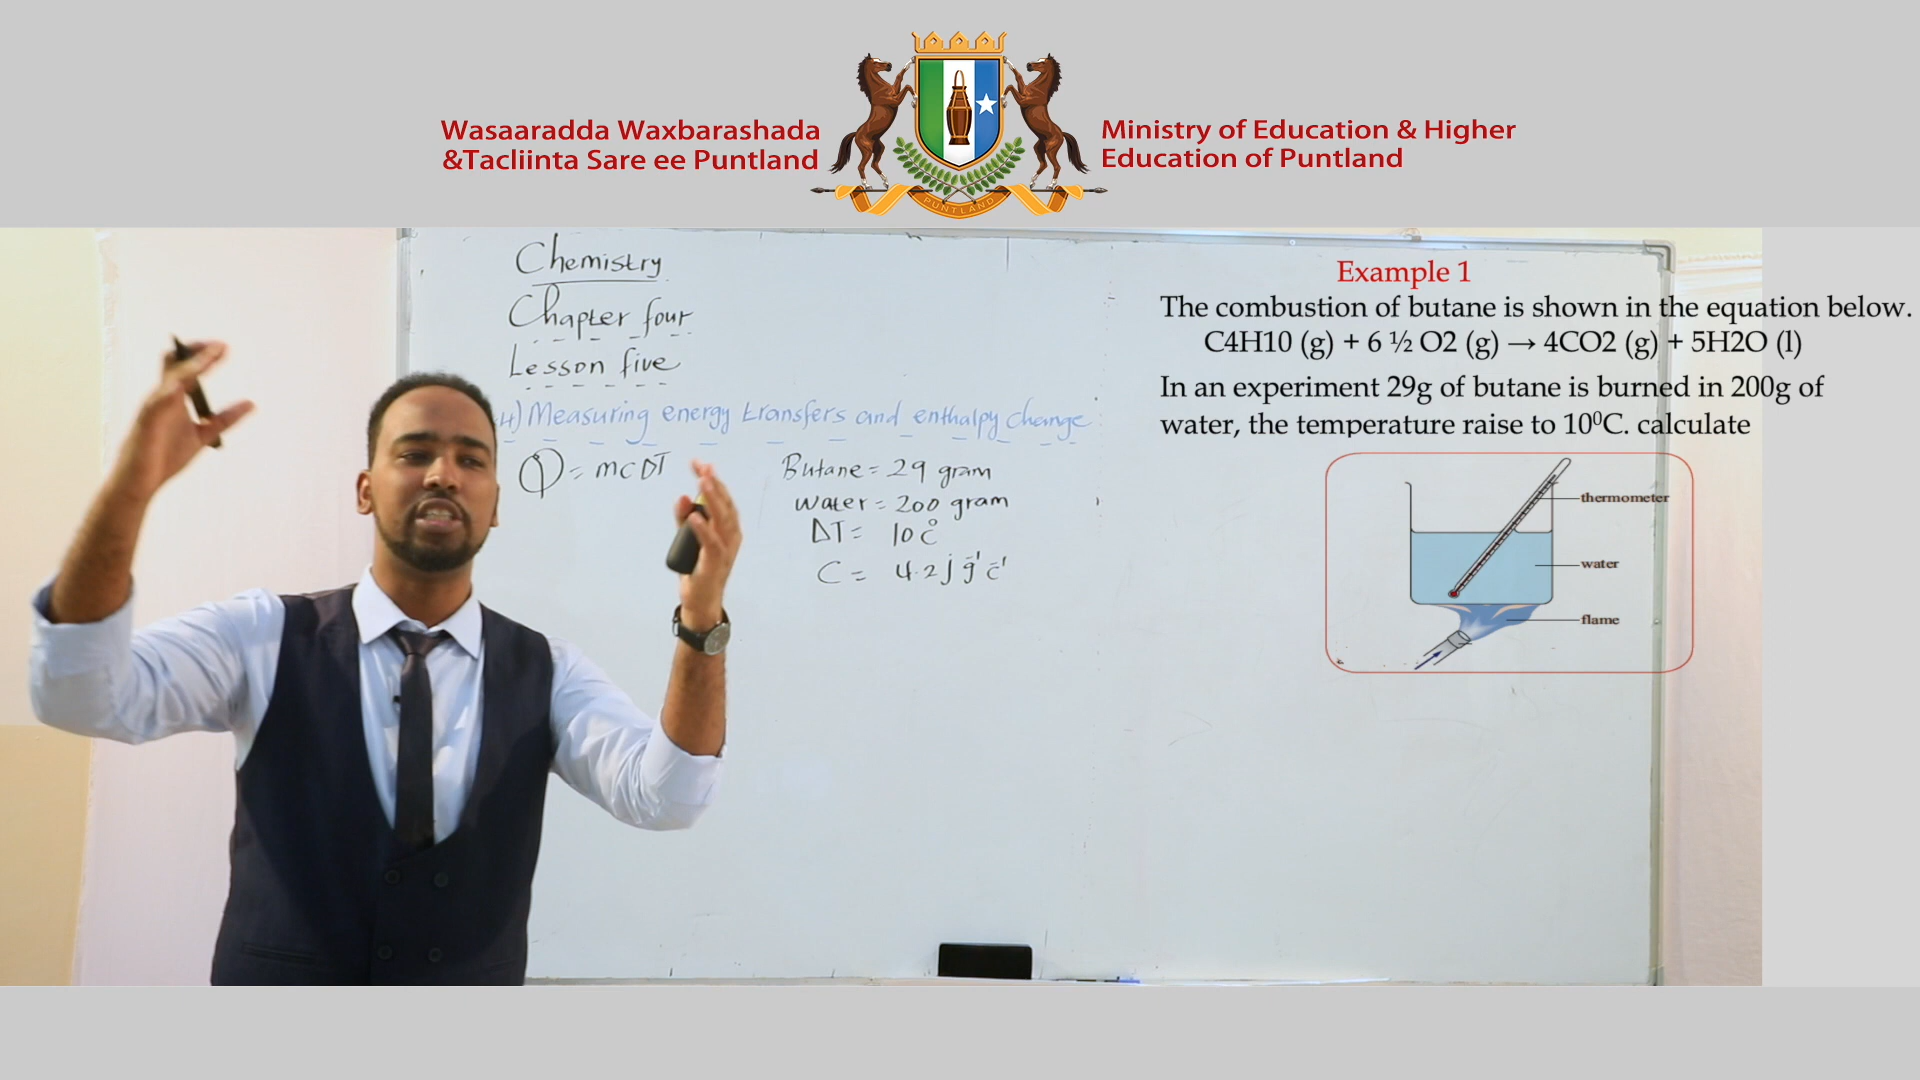 Wasaaradda Waxbarashada
&Tacliinta Sare ee Puntland
PUNTLAND
Ministry of Education & Higher
Education of Puntland
Chemistry
Chapter four
Lesson five
4) Measuring energy transfers and enthalpy change
Q = mcΔT
Butane = 29 gram
water = 200 gram
ΔT = 10°C
C = 4.2 j g⁻¹ c⁻¹
Example 1
The combustion of butane is shown in the equation below.
C4H10 (g) + 6 ½ O2 (g) → 4CO2 (g) + 5H2O (l)
In an experiment 29g of butane is burned in 200g of
water, the temperature raise to 10⁰C. calculate
thermometer
water
flame